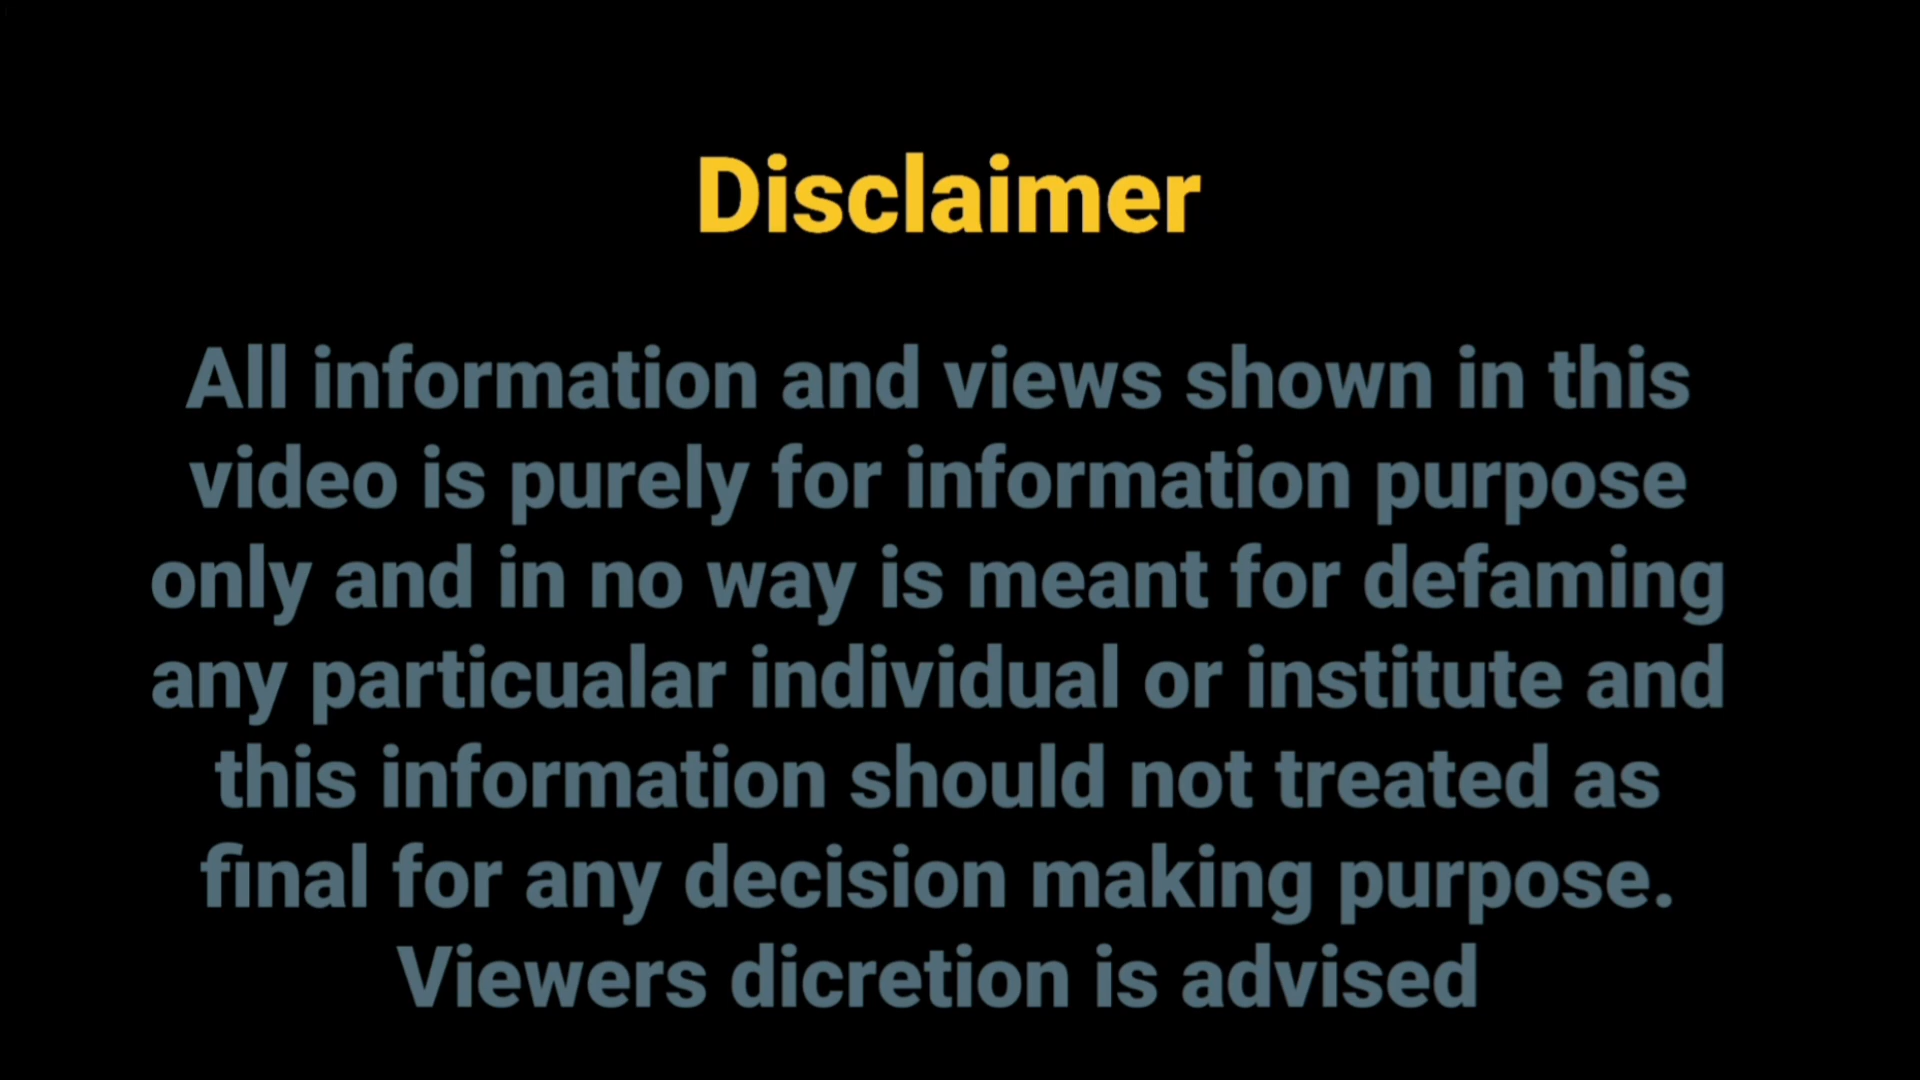 Disclaimer
All information and views shown in this
video is purely for information purpose
only and in no way is meant for defaming
any particualar individual or institute and
this information should not treated as
final for any decision making purpose.
Viewers dicretion is advised